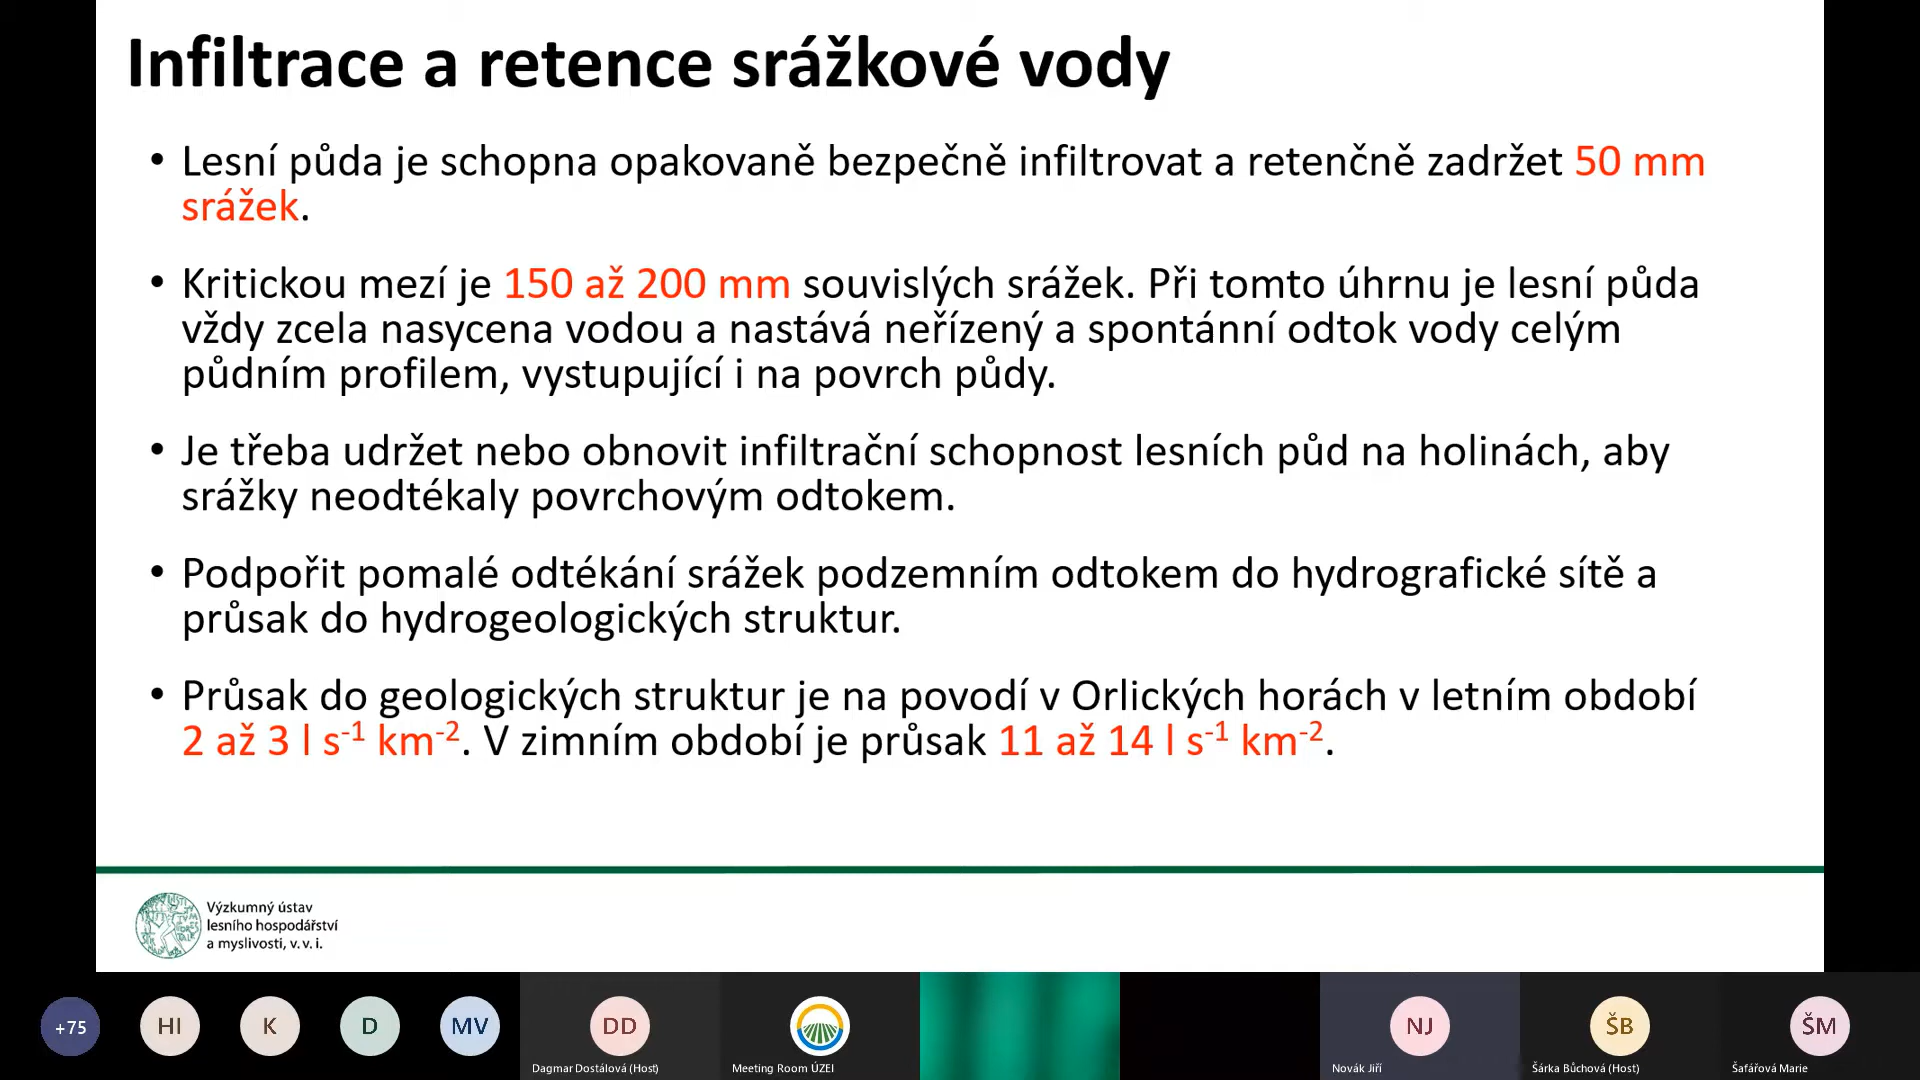 Infiltrace a retence srážkové vody
• Lesní půda je schopna opakovaně bezpečně infiltrovat a retenčně zadržet 50 mm
srážek.
• Kritickou mezí je 150 až 200 mm souvislých srážek. Při tomto úhrnu je lesní půda
vždy zcela nasycena vodou a nastává neřízený a spontánní odtok vody celým
půdním profilem, vystupující i na povrch půdy.
• Je třeba udržet nebo obnovit infiltrační schopnost lesních půd na holinách, aby
srážky neodtékaly povrchovým odtokem.
• Podpořit pomalé odtékání srážek podzemním odtokem do hydrografické sítě a
průsak do hydrogeologických struktur.
• Průsak do geologických struktur je na povodí v Orlických horách v letním období
2 až 3 l s⁻¹ km⁻². V zimním období je průsak 11 až 14 l s⁻¹ km⁻².
Výzkumný ústav
lesního hospodářství
a myslivosti, v. v. i.
+75
HI
K
D
MV
DD
NJ
ŠB
ŠM
Dagmar Dostálová (Host)
Meeting Room ÚZEI
Novák Jiří
Šárka Bůchová (Host)
Šafářová Marie